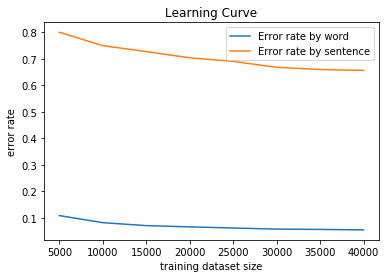 Learning Curve
Error rate by word
Error rate by sentence
0.8
0.7
0.6
0.5
0.4
0.3
0.2
0.1
error rate
5000 10000 15000 20000 25000 30000 35000 40000
training dataset size